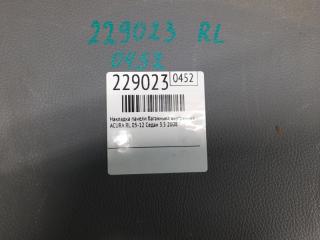 229023 RL
0452
229023 0452
Накладка панели багажника внутренняя
ACURA RL 05-12 Седан 3.5 2008